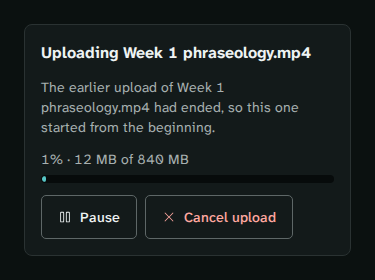 Uploading Week 1 phraseology.mp4
The earlier upload of Week 1
phraseology.mp4 had ended, so this one
started from the beginning.
1% · 12 MB of 840 MB
Pause
Cancel upload